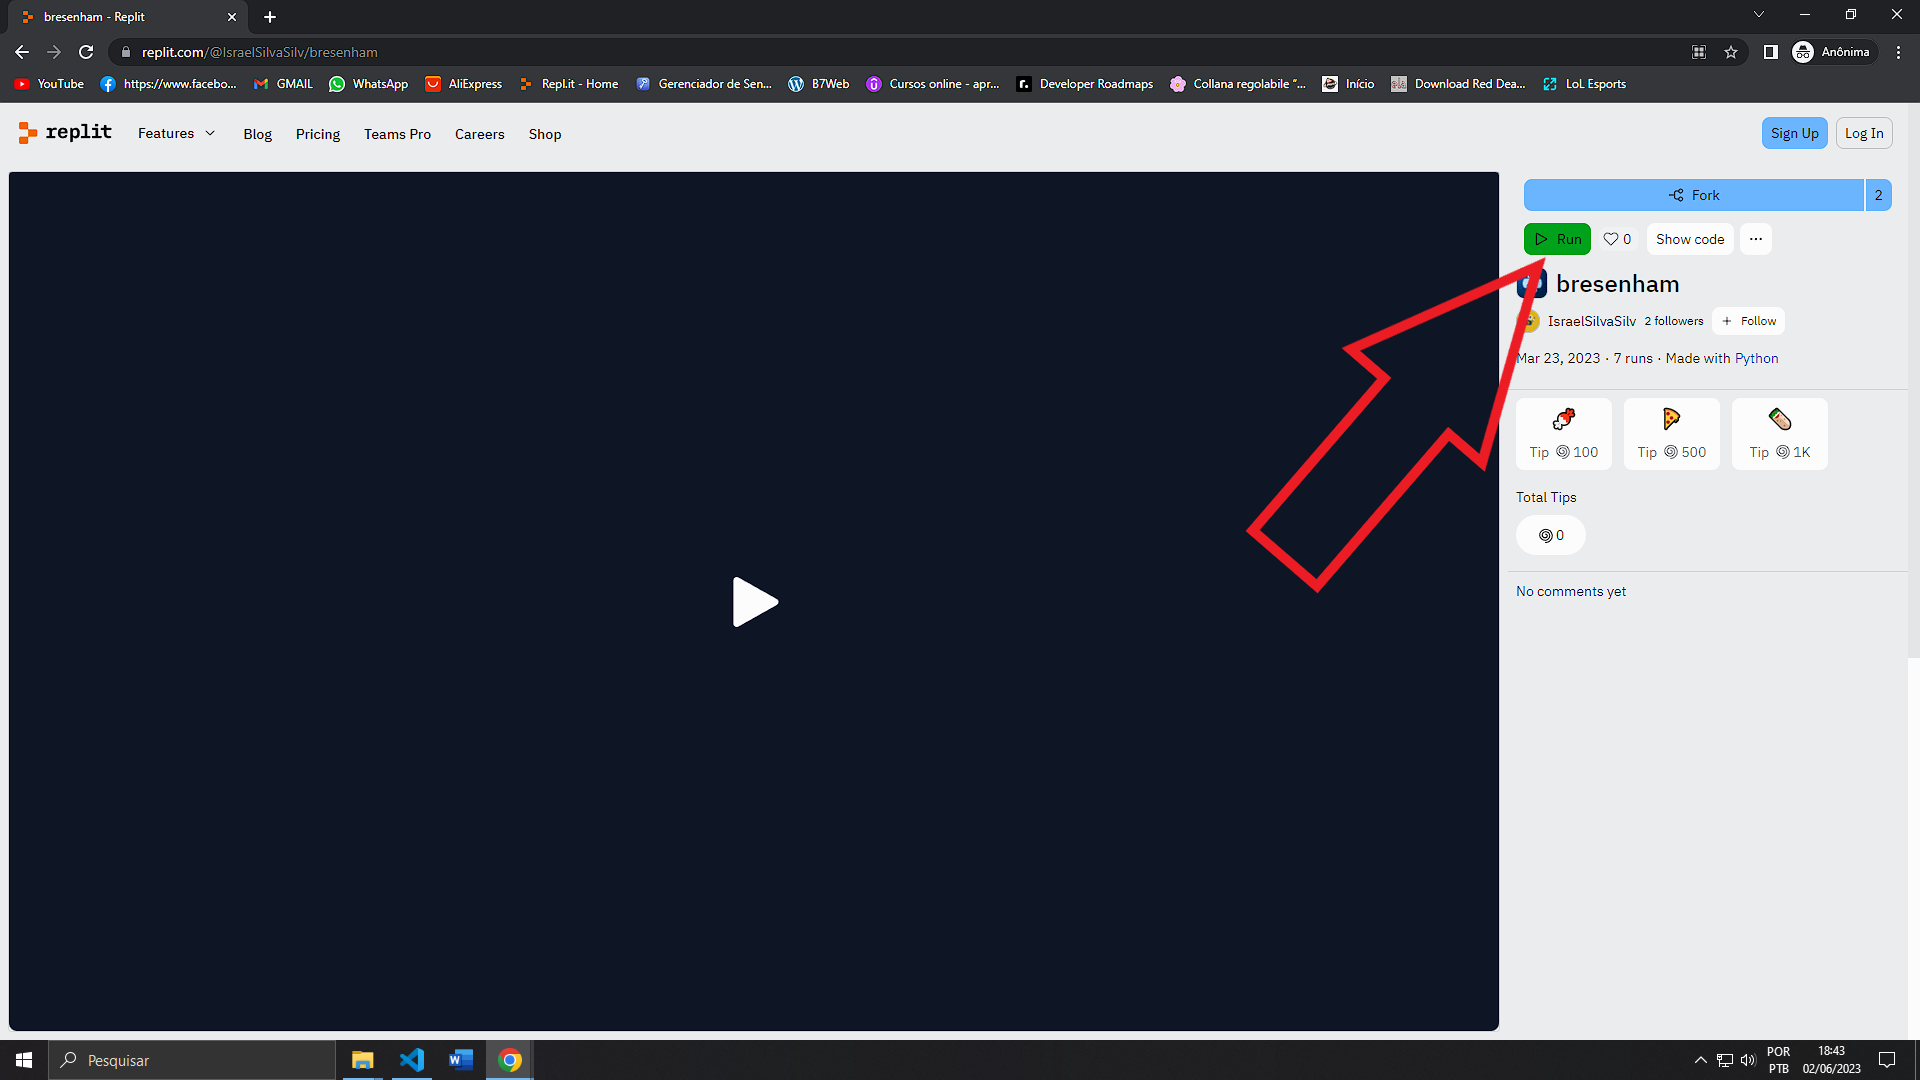 bresenham - Replit
replit.com/@IsraelSilvaSilv/bresenham
Anônima
YouTube https://www.facebo... GMAIL WhatsApp AliExpress Repl.it - Home Gerenciador de Sen... B7Web Cursos online - apr... Developer Roadmaps Collana regolabile "... Início Download Red Dea... LoL Esports
replit Features Blog Pricing Teams Pro Careers Shop Sign Up Log In
Fork 2
Run 0 Show code ...
bresenham
IsraelSilvaSilv 2 followers + Follow
Mar 23, 2023 · 7 runs · Made with Python
Tip 100 Tip 500 Tip 1K
Total Tips
0
No comments yet
Pesquisar
POR
PTB
18:43
02/06/2023